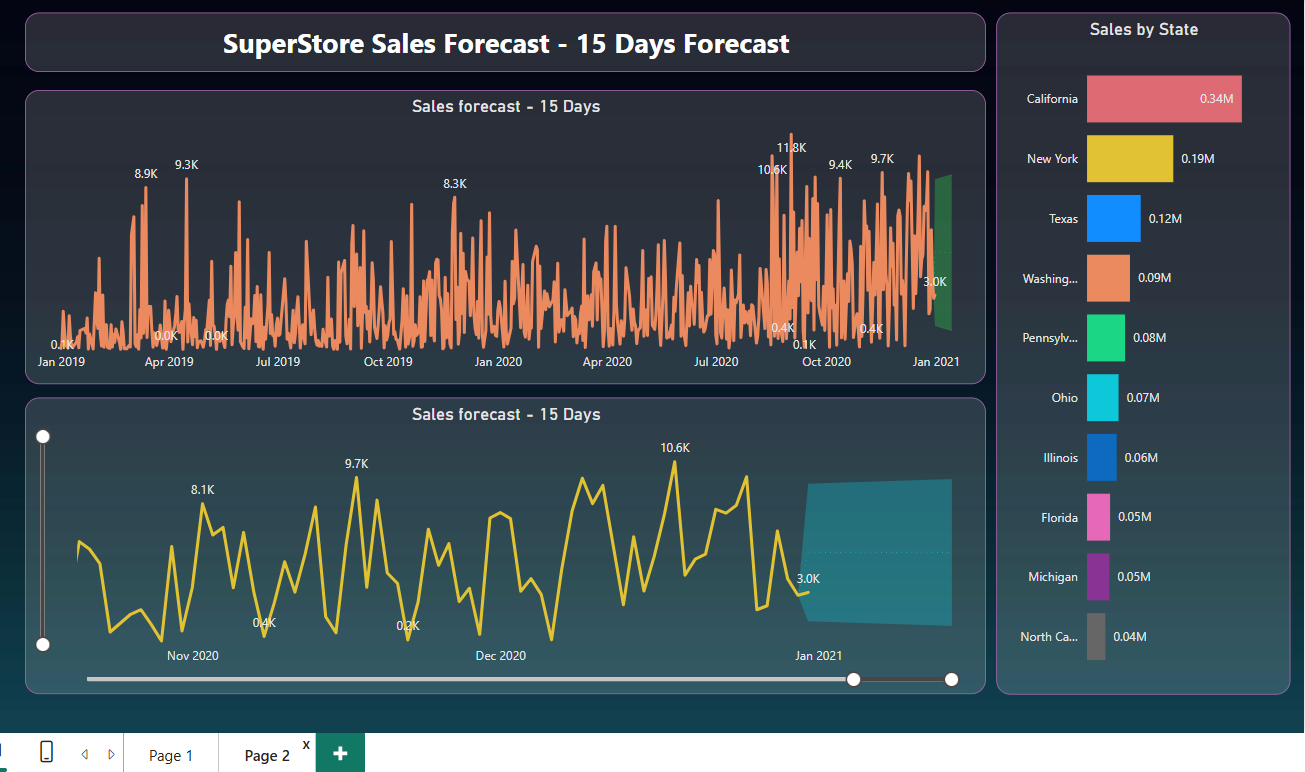 SuperStore Sales Forecast - 15 Days Forecast
Sales forecast - 15 Days
8.9K
9.3K
8.3K
11.8K
10.6K
9.4K
9.7K
3.0K
0.1K
0.0K
0.0K
0.4K
0.1K
0.4K
Jan 2019
Apr 2019
Jul 2019
Oct 2019
Jan 2020
Apr 2020
Jul 2020
Oct 2020
Jan 2021
Sales forecast - 15 Days
8.1K
9.7K
10.6K
3.0K
0.4K
0.2K
Nov 2020
Dec 2020
Jan 2021
Sales by State
California 0.34M
New York 0.19M
Texas 0.12M
Washing... 0.09M
Pennsylv... 0.08M
Ohio 0.07M
Illinois 0.06M
Florida 0.05M
Michigan 0.05M
North Ca... 0.04M
Page 1
Page 2
x
+